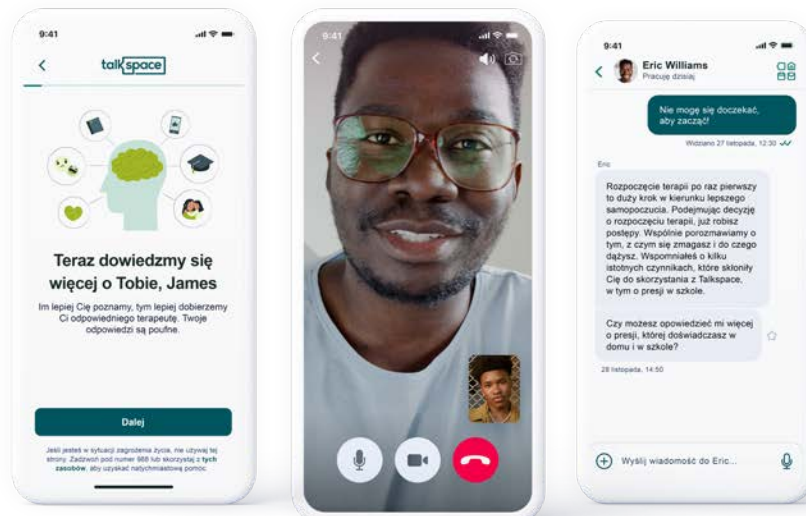 9:41
talkspace
Teraz dowiedzmy się
więcej o Tobie, James
Im lepiej Cię poznamy, tym lepiej dobierzemy
Ci odpowiedniego terapeutę. Twoje
odpowiedzi są poufne.
Dalej
Jeśli jesteś w sytuacji zagrożenia życia, nie używaj tej
strony. Zadzwoń pod numer 988 lub skorzystaj z tych
zasobów, aby uzyskać natychmiastową pomoc.
9:41
9:41
Eric Williams
Pracuję dzisiaj
Nie mogę się doczekać,
aby zacząć!
Widziano 27 listopada, 12:30
Eric
Rozpoczęcie terapii po raz pierwszy
to duży krok w kierunku lepszego
samopoczucia. Podejmując decyzję
o rozpoczęciu terapii, już robisz
postępy. Wspólnie porozmawiamy o
tym, z czym się zmagasz i do czego
dążysz. Wspomniałeś o kilku
istotnych czynnikach, które skłoniły
Cię do skorzystania z Talkspace,
w tym o presji w szkole.
Czy możesz opowiedzieć mi więcej
o presji, której doświadczasz w
domu i w szkole?
28 listopada, 14:50
Wyślij wiadomość do Eric...